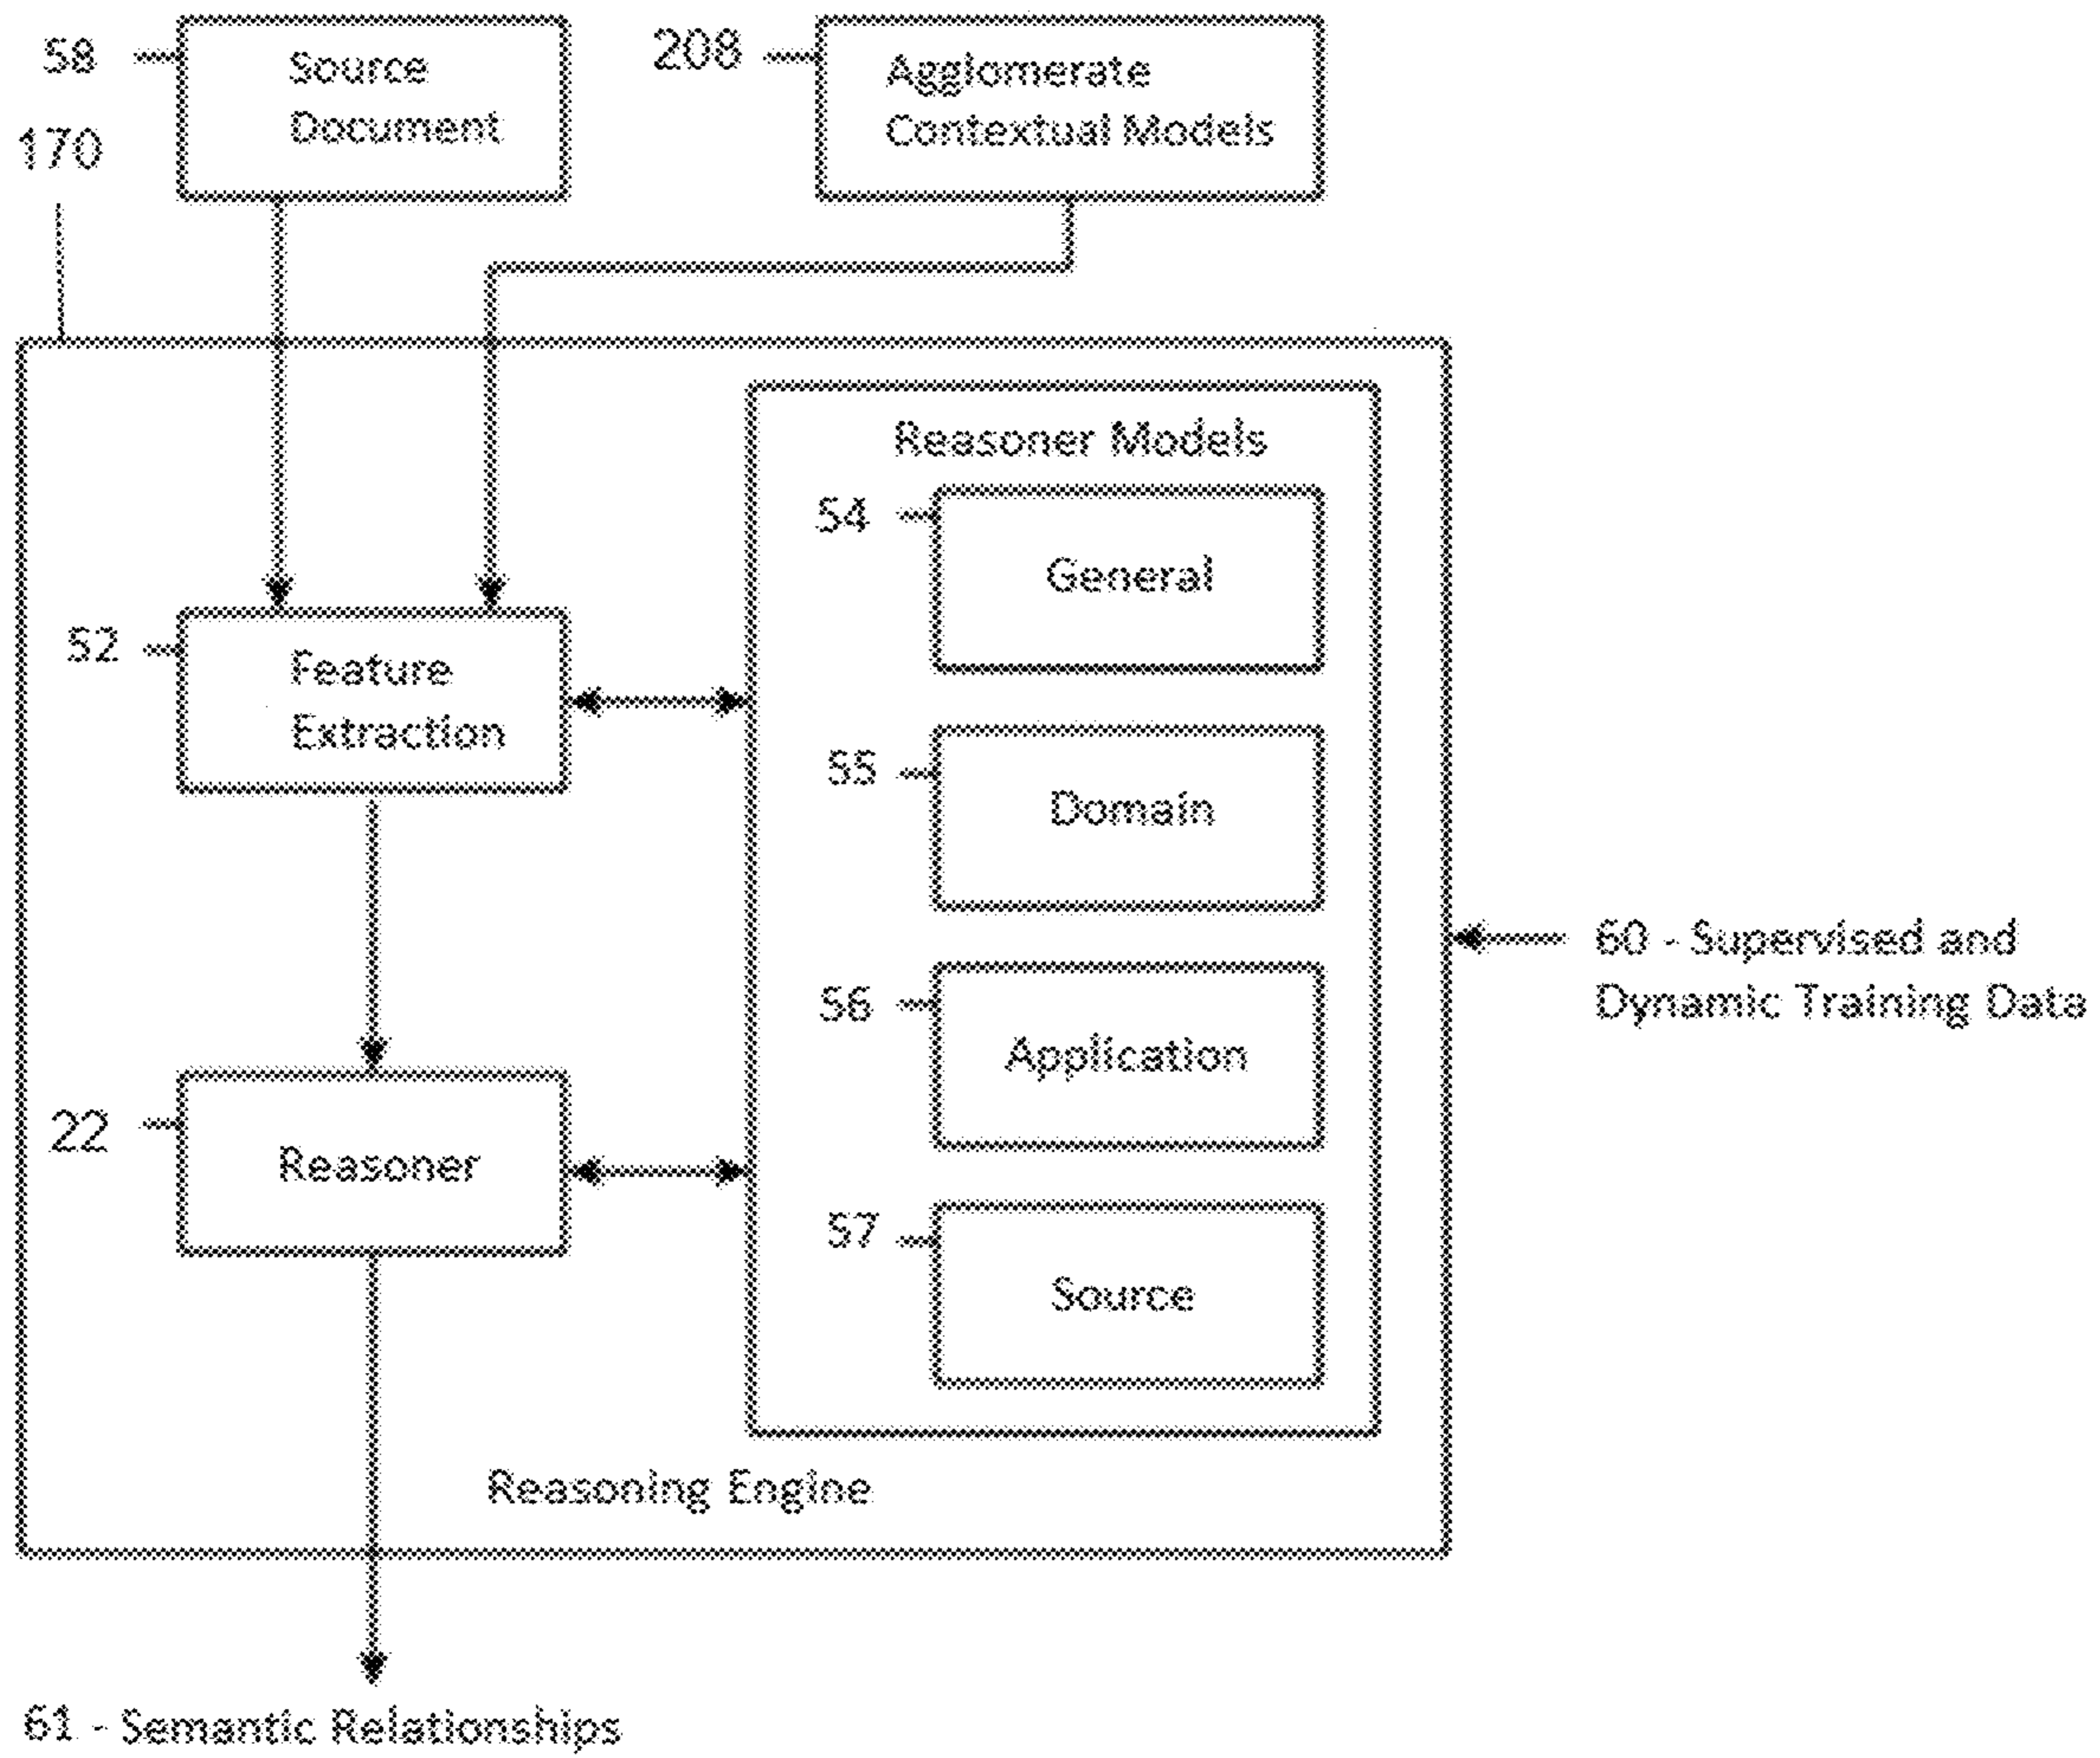 58
Source
Document
208
Agglomerate
Contextual Models
170
Reasoner Models
54
General
52
Feature
Extraction
55
Domain
60 - Supervised and
Dynamic Training Data
56
Application
22
Reasoner
57
Source
Reasoning Engine
61 - Semantic Relationships